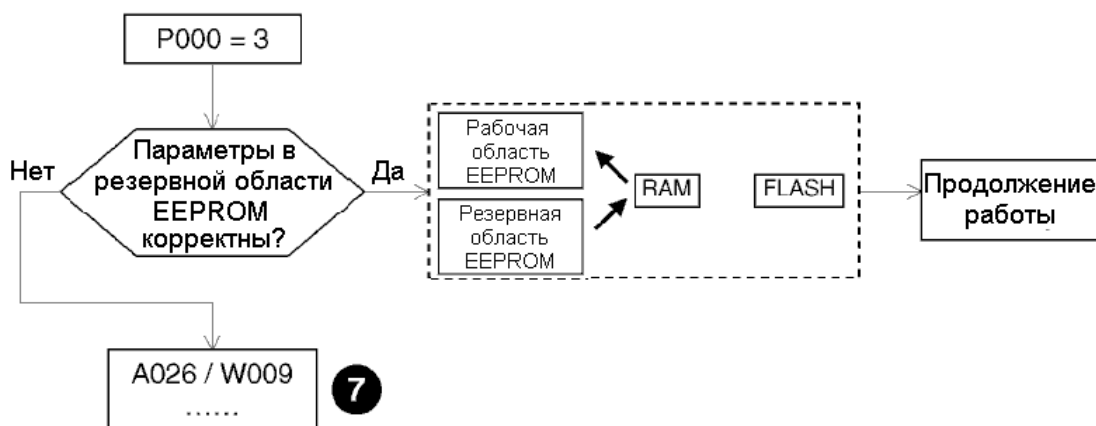 P000 = 3
Нет
Параметры в
резервной области
EEPROM
корректны?
Да
Рабочая
область
EEPROM
Резервная
область
EEPROM
RAM
FLASH
Продолжение
работы
A026 / W009
......
7